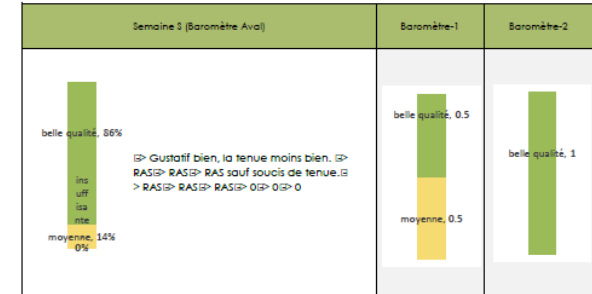 Semaine S (Baromètre Aval)
Baromètre-1
Baromètre-2
belle qualité, 86%
ins
uff
isa
nte
moyenne, 14%
0%
> Gustatif bien, la tenue moins bien. >
RAS> RAS> RAS sauf soucis de tenue.
> RAS> RAS> RAS> 0> 0> 0
belle qualité, 0.5
moyenne, 0.5
belle qualité, 1